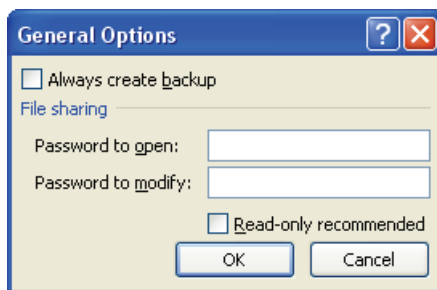 General Options
Always create backup
File sharing
Password to open:
Password to modify:
Read-only recommended
OK Cancel